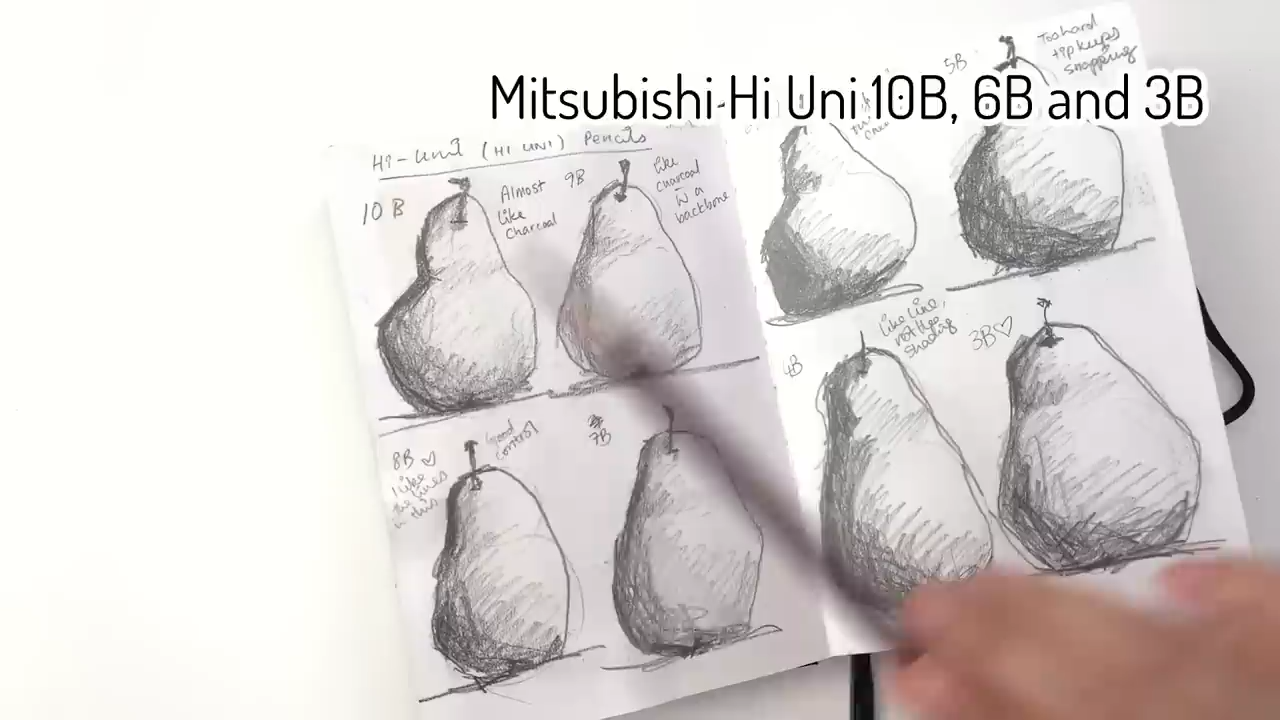 Mitsubishi Hi Uni 10B, 6B and 3B
Hi-Uni (HI UNI) Pencils
10 B
Almost
like
charcoal
9B
like
charcoal
w a
backbone
8B ♡
I like
the lines
in this
Good
control
7B
5B
Too hard
tip keeps
snapping
4B
Like line,
not the
shading
3B ♡